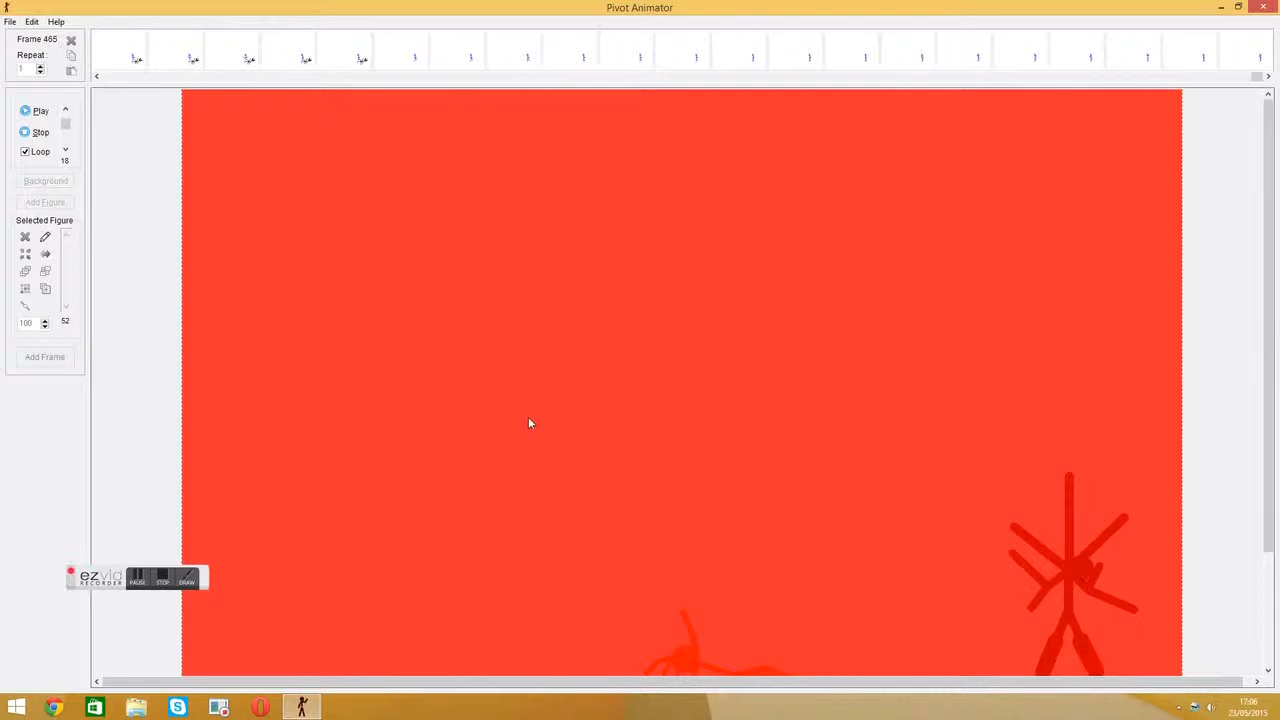 Pivot Animator
File Edit Help
Frame 465
Repeat :
1
Play
Stop
Loop
18
Background
Add Figure
Selected Figure
100
52
Add Frame
ezvid
RECORDER
PAUSE STOP DRAW
17:06
23/05/2015